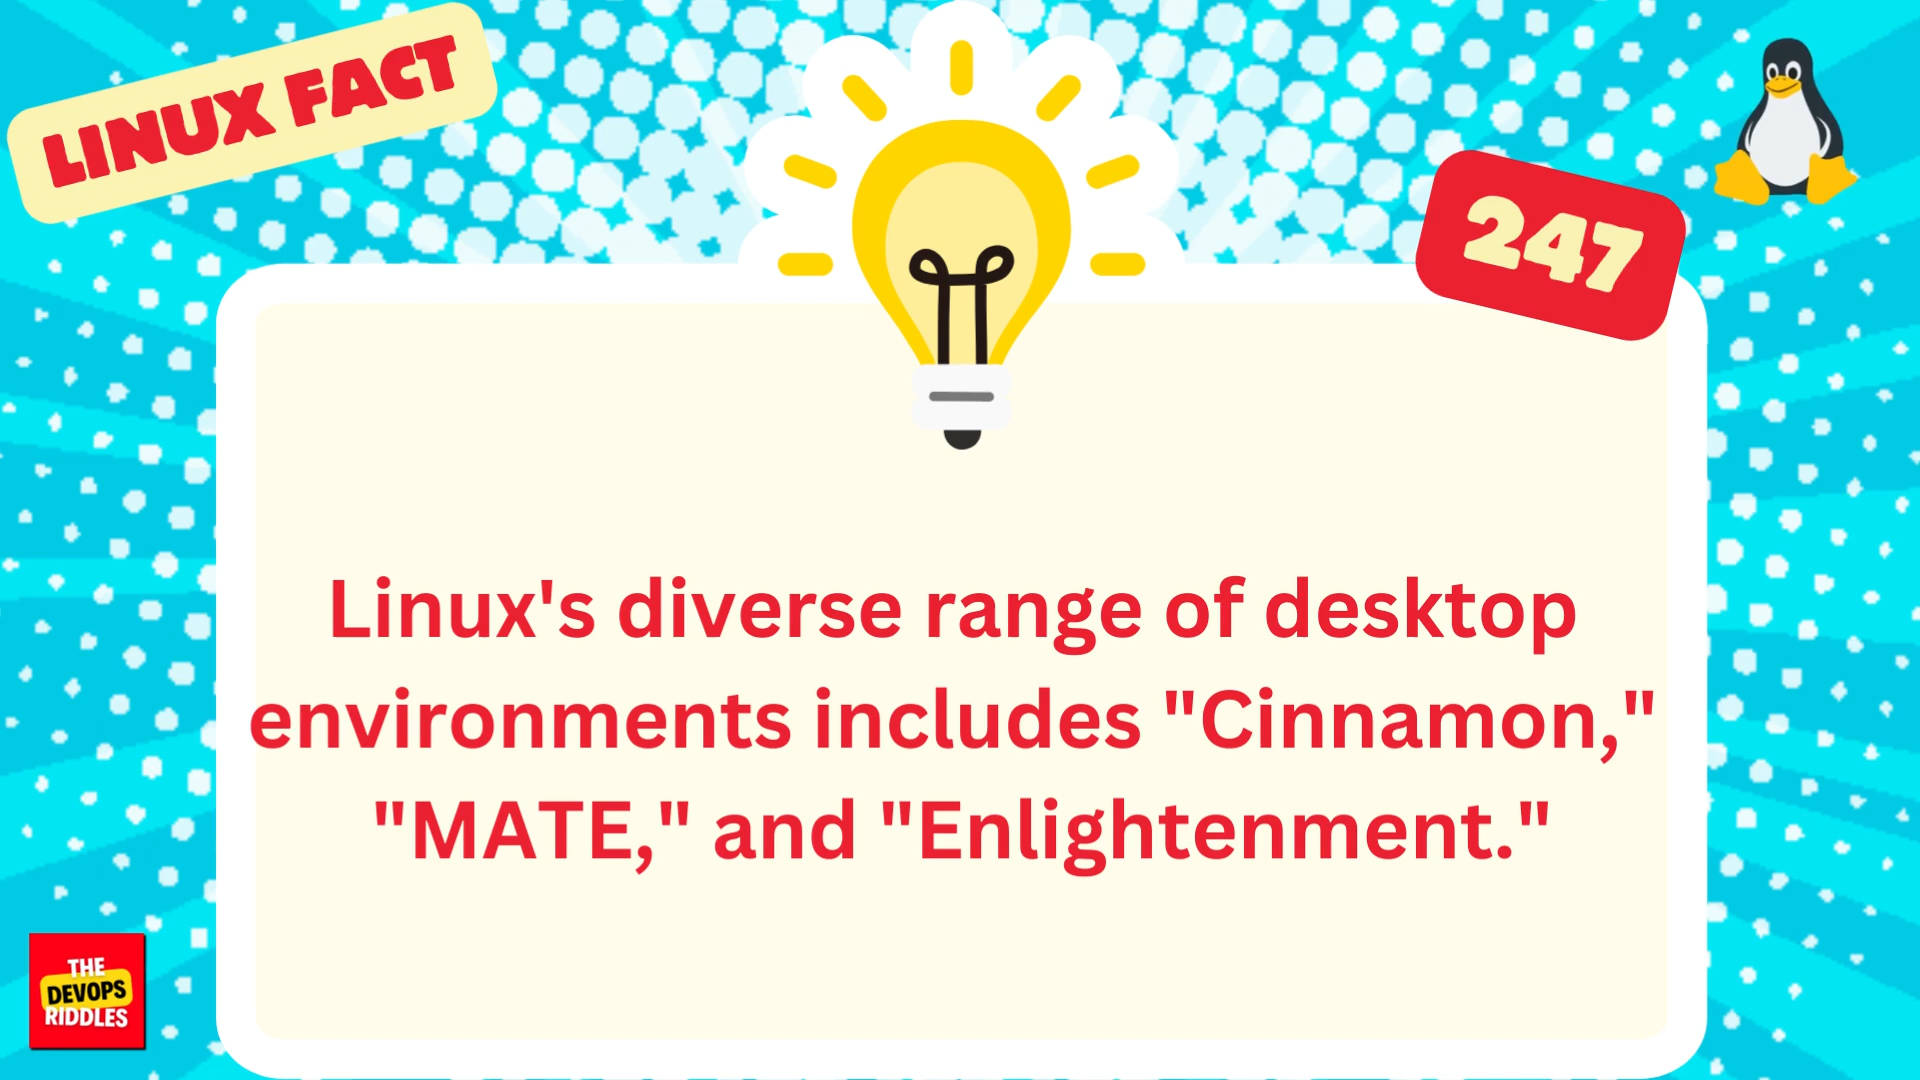 LINUX FACT
247
Linux's diverse range of desktop
environments includes "Cinnamon,"
"MATE," and "Enlightenment."
THE
DEVOPS
RIDDLES